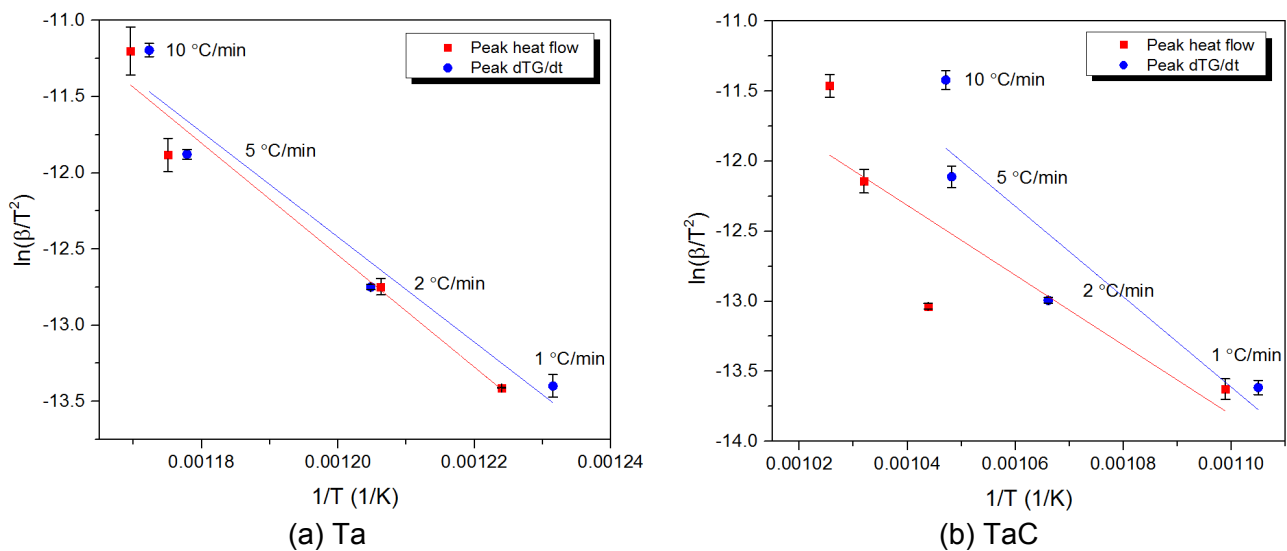 -11.0
-11.5
-12.0
-12.5
-13.0
-13.5
ln(β/T²)
10 °C/min
5 °C/min
2 °C/min
1 °C/min
Peak heat flow
Peak dTG/dt
0.00118
0.00120
0.00122
0.00124
1/T (1/K)
(a) Ta
-11.0
-11.5
-12.0
-12.5
-13.0
-13.5
-14.0
ln(β/T²)
10 °C/min
5 °C/min
2 °C/min
1 °C/min
Peak heat flow
Peak dTG/dt
0.00102
0.00104
0.00106
0.00108
0.00110
1/T (1/K)
(b) TaC